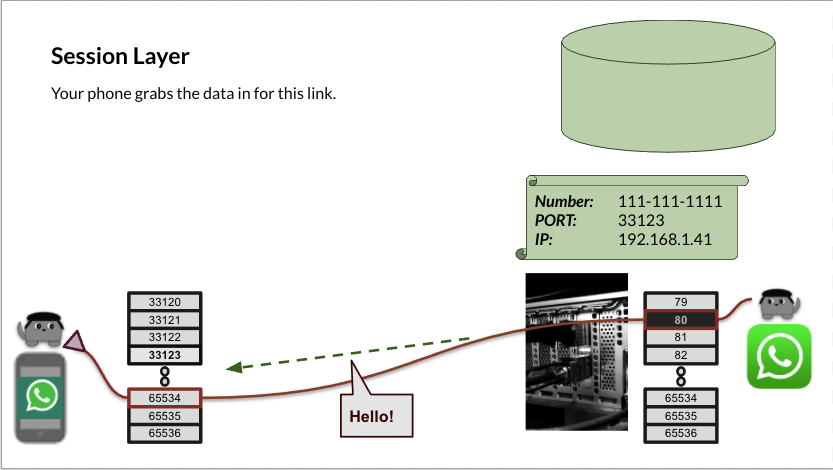 Session Layer
Your phone grabs the data in for this link.
Number: 111-111-1111
PORT: 33123
IP: 192.168.1.41
33120
33121
33122
33123
65534
65535
65536
Hello!
79
80
81
82
65534
65535
65536